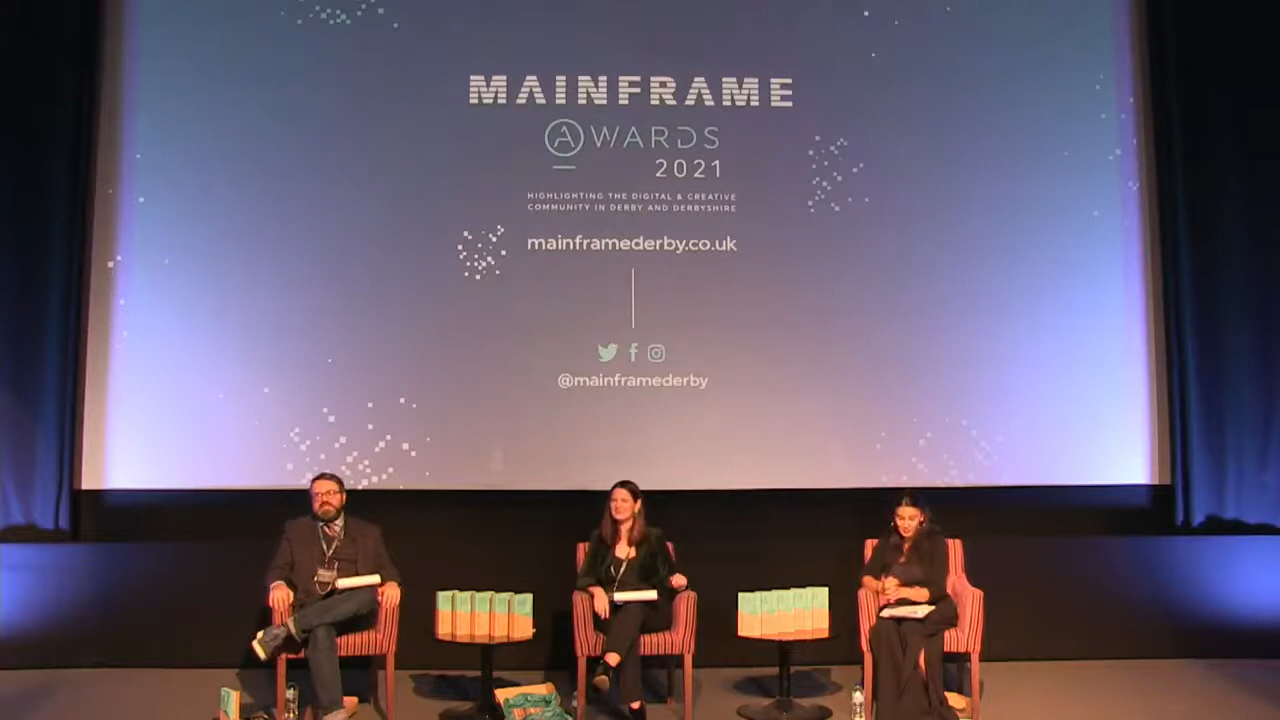 MAINFRAME
AWARDS
2021
HIGHLIGHTING THE DIGITAL & CREATIVE
COMMUNITY IN DERBY AND DERBYSHIRE
mainframederby.co.uk
@mainframederby